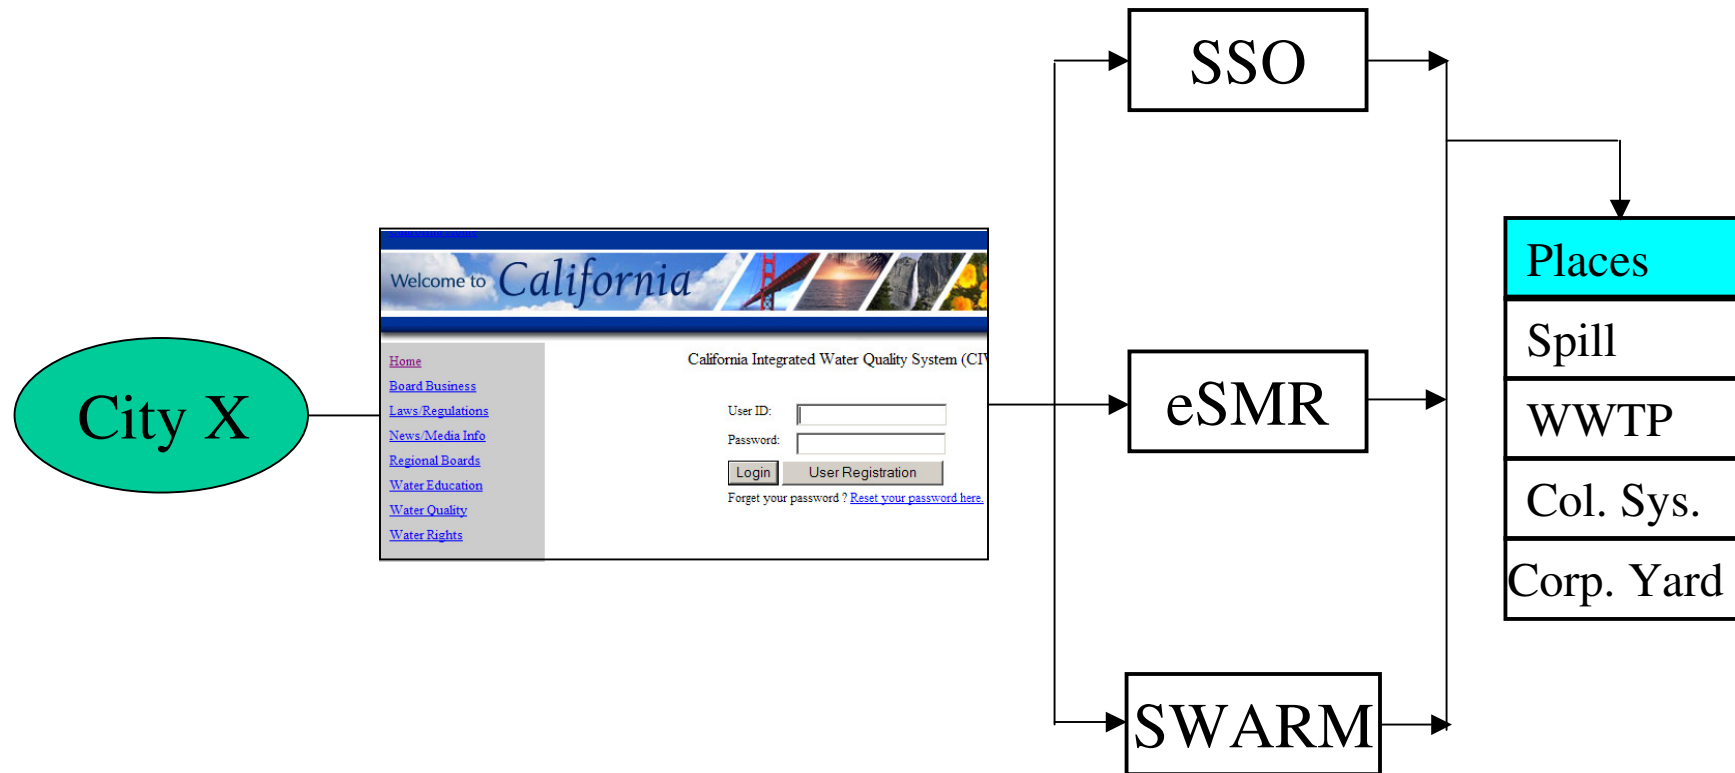 City X
Welcome to California
Home
Board Business
Laws/Regulations
News/Media Info
Regional Boards
Water Education
Water Quality
Water Rights
California Integrated Water Quality System (CIW
User ID:
Password:
Login User Registration
Forget your password ? Reset your password here.
SSO
eSMR
SWARM
Places
Spill
WWTP
Col. Sys.
Corp. Yard